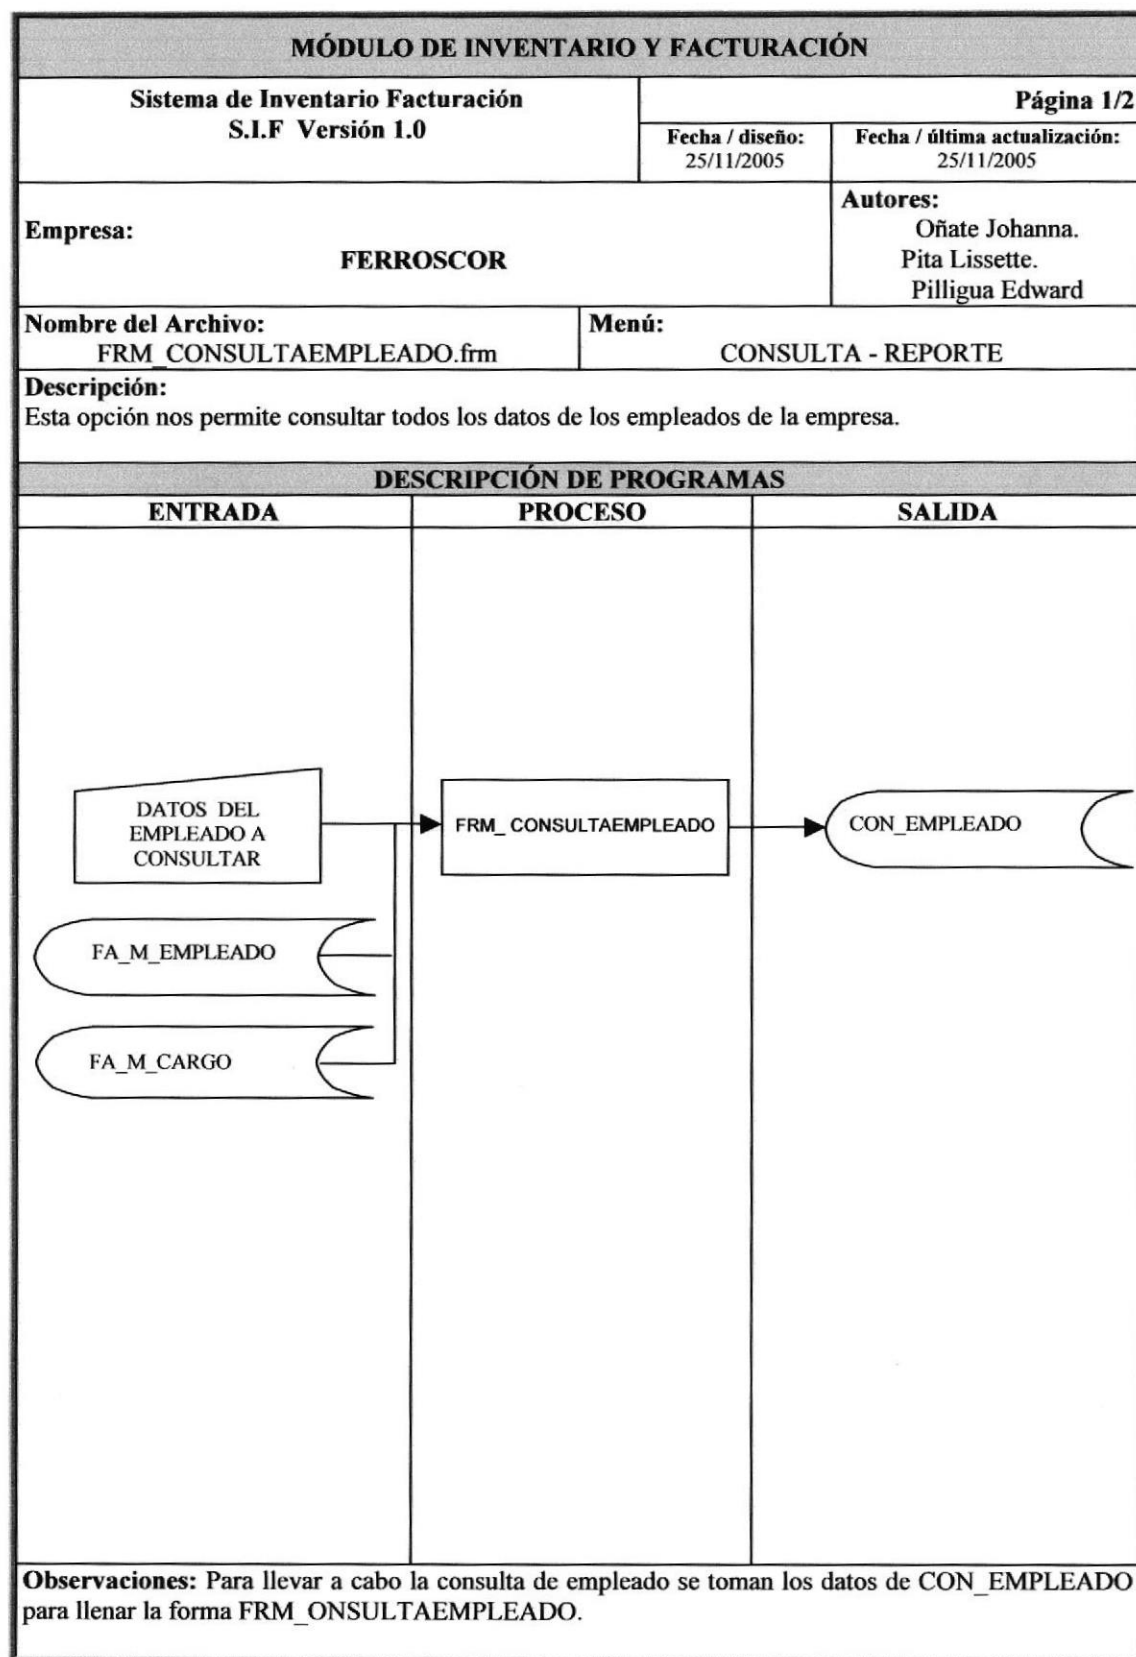 MÓDULO DE INVENTARIO Y FACTURACIÓN
Sistema de Inventario Facturación
S.I.F Versión 1.0
Página 1/2
Fecha / diseño:
25/11/2005
Fecha / última actualización:
25/11/2005
Empresa:
FERROSCOR
Autores:
Oñate Johanna.
Pita Lissette.
Pilligua Edward
Nombre del Archivo:
FRM_CONSULTAEMPLEADO.frm
Menú:
CONSULTA - REPORTE
Descripción:
Esta opción nos permite consultar todos los datos de los empleados de la empresa.
DESCRIPCIÓN DE PROGRAMAS
ENTRADA
PROCESO
SALIDA
DATOS DEL
EMPLEADO A
CONSULTAR
FRM_ CONSULTAEMPLEADO
CON_EMPLEADO
FA_M_EMPLEADO
FA_M_CARGO
Observaciones: Para llevar a cabo la consulta de empleado se toman los datos de CON_EMPLEADO
para llenar la forma FRM_ONSULTAEMPLEADO.